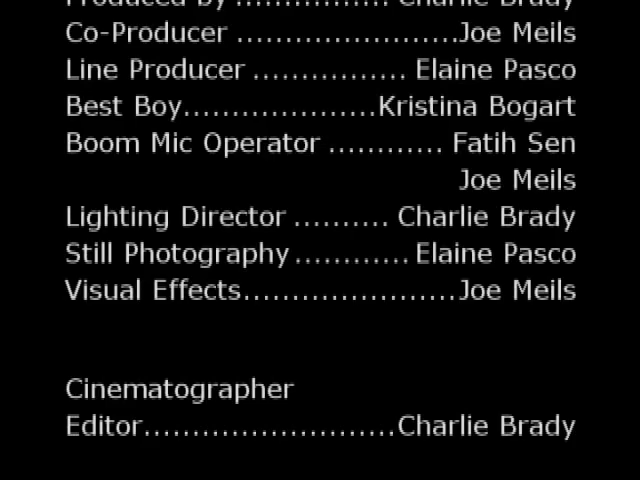 Produced by ................ Charlie Brady
Co-Producer .......................Joe Meils
Line Producer ................ Elaine Pasco
Best Boy....................Kristina Bogart
Boom Mic Operator ............ Fatih Sen
Joe Meils
Lighting Director .......... Charlie Brady
Still Photography ............ Elaine Pasco
Visual Effects......................Joe Meils
Cinematographer
Editor..........................Charlie Brady